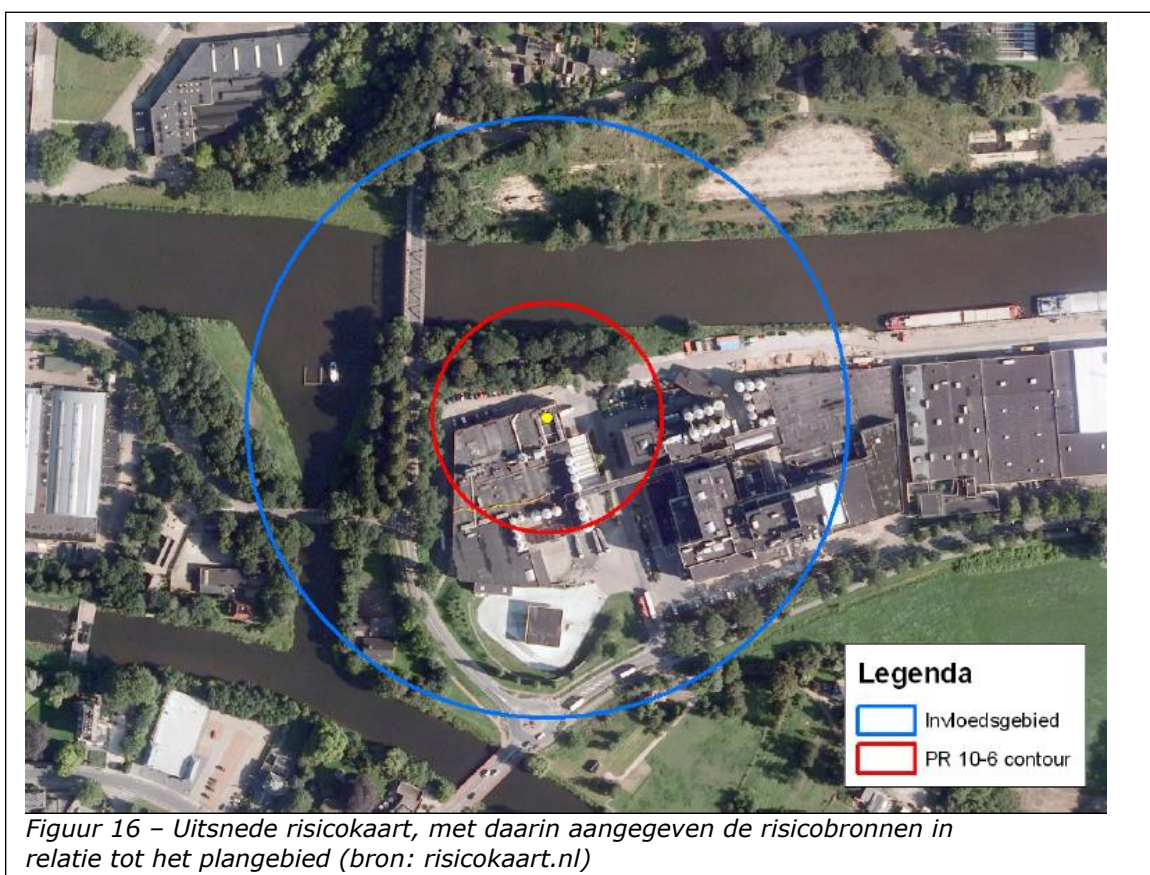 Legenda
Invloedsgebied
PR 10-6 contour
Figuur 16 – Uitsnede risicokaart, met daarin aangegeven de risicobronnen in
relatie tot het plangebied (bron: risicokaart.nl)